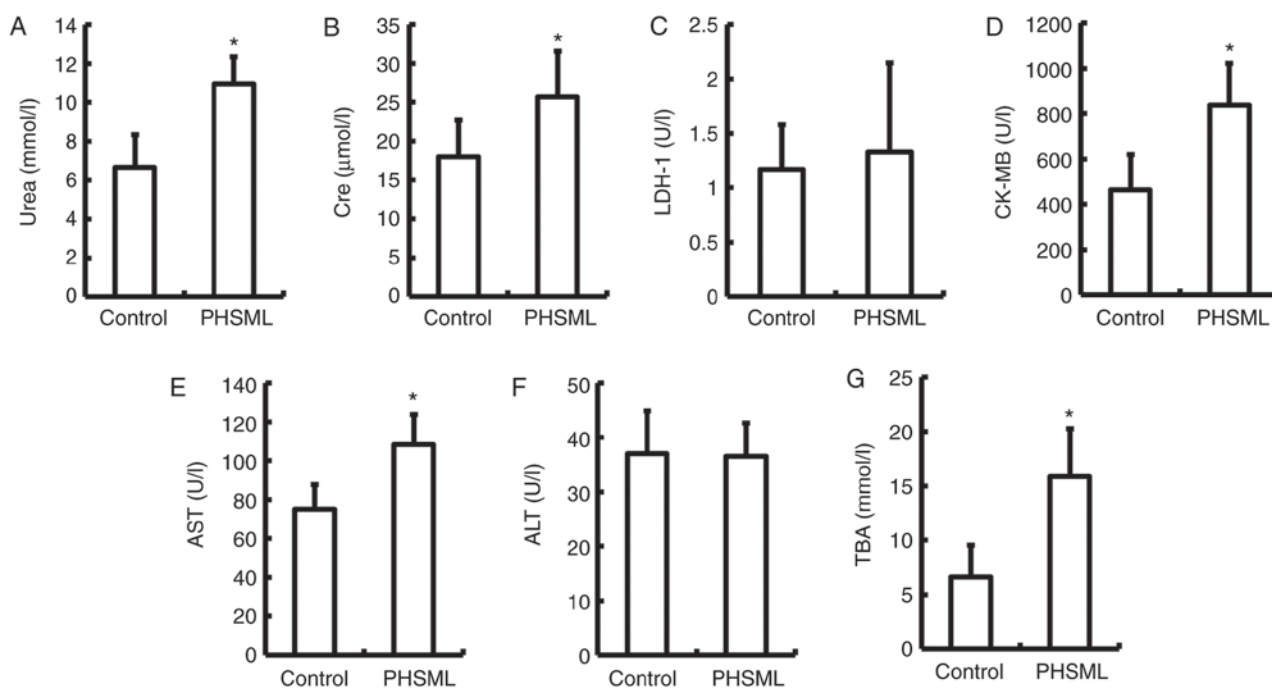 A
Urea (mmol/l)
14
12
10
8
6
4
2
0
*
Control PHSML
B
Cre (μmol/l)
35
30
25
20
15
10
5
0
*
Control PHSML
C
LDH-1 (U/l)
2.5
2
1.5
1
0.5
0
Control PHSML
D
CK-MB (U/l)
1200
1000
800
600
400
200
0
*
Control PHSML
E
AST (U/l)
140
120
100
80
60
40
20
0
*
Control PHSML
F
ALT (U/l)
50
40
30
20
10
0
Control PHSML
G
TBA (mmol/l)
25
20
15
10
5
0
*
Control PHSML